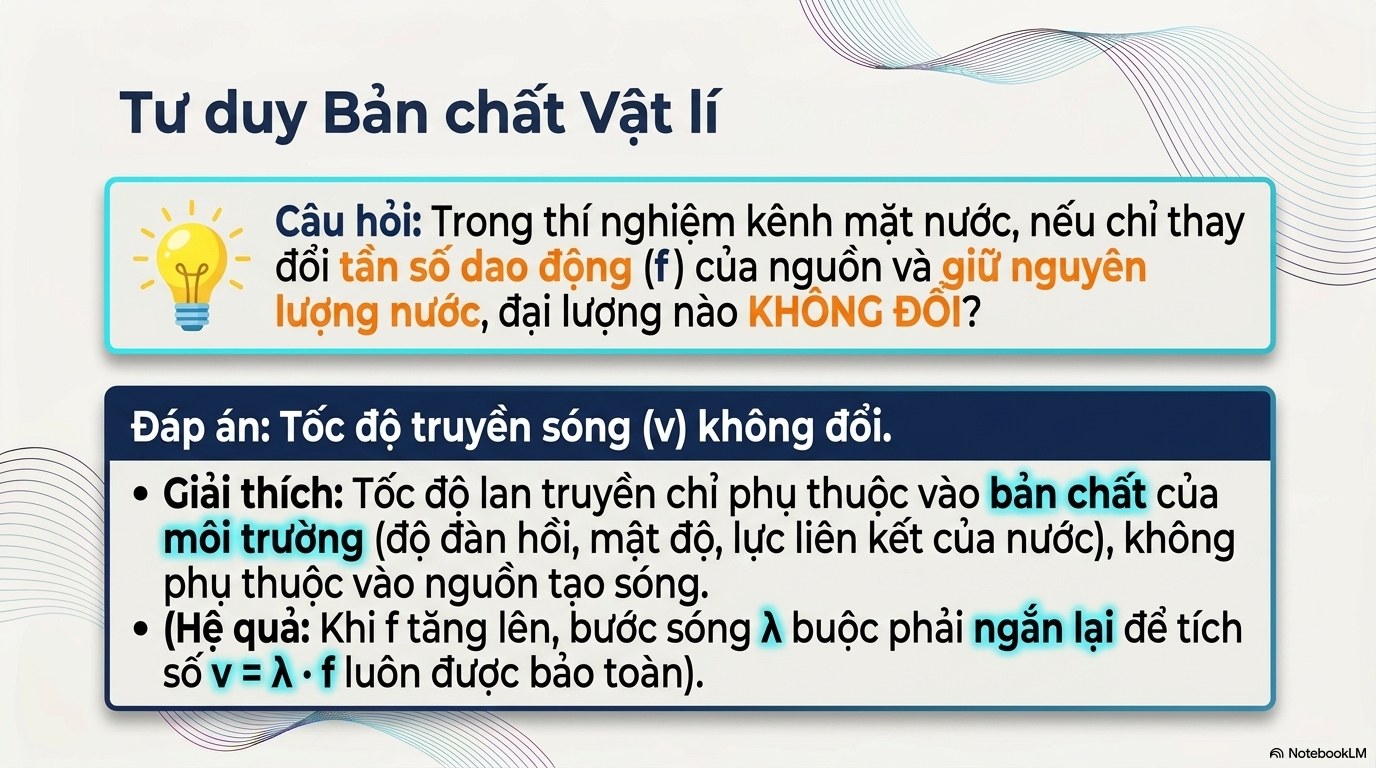 Tư duy Bản chất Vật lí
Câu hỏi: Trong thí nghiệm kênh mặt nước, nếu chỉ thay
đổi tần số dao động (f) của nguồn và giữ nguyên
lượng nước, đại lượng nào KHÔNG ĐỔI?
Đáp án: Tốc độ truyền sóng (v) không đổi.
• Giải thích: Tốc độ lan truyền chỉ phụ thuộc vào bản chất của
môi trường (độ đàn hồi, mật độ, lực liên kết của nước), không
phụ thuộc vào nguồn tạo sóng.
• (Hệ quả: Khi f tăng lên, bước sóng λ buộc phải ngắn lại để tích
số v = λ · f luôn được bảo toàn).
NotebookLM